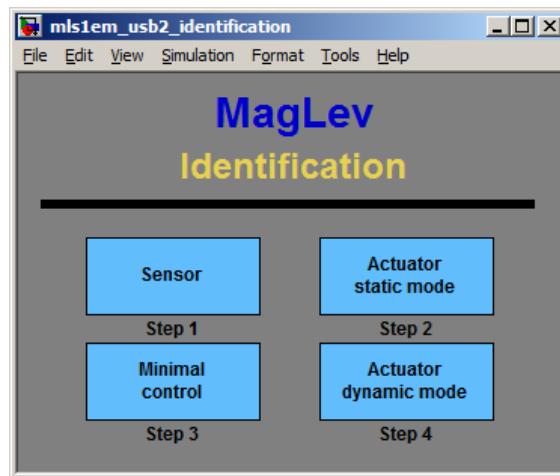 mls1em_usb2_identification
File Edit View Simulation Format Tools Help
MagLev
Identification
Sensor
Step 1
Actuator
static mode
Step 2
Minimal
control
Step 3
Actuator
dynamic mode
Step 4